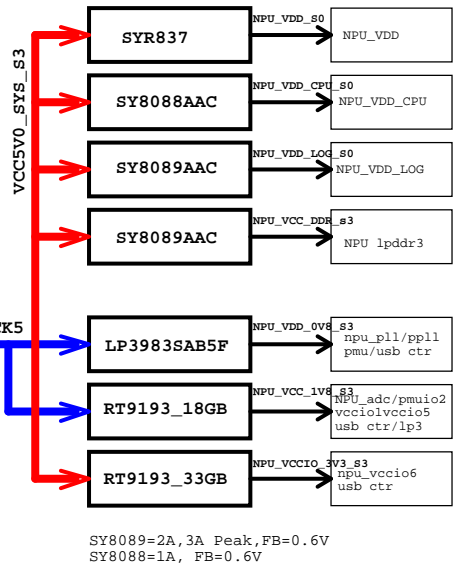 VCC5V0_SYS_S3
SYR837
NPU_VDD_S0
NPU_VDD
SY8088AAC
NPU_VDD_CPU_S0
NPU_VDD_CPU
SY8089AAC
NPU_VDD_LOG_S0
NPU_VDD_LOG
SY8089AAC
NPU_VCC_DDR_s3
NPU lpddr3
LP3983SAB5F
NPU_VDD_0V8_S3
npu_pll/ppll
pmu/usb ctr
RT9193_18GB
NPU_VCC_1V8_S3
NPU_adc/pmuio2
vccio1vccio5
usb ctr/lp3
RT9193_33GB
NPU_VCCIO_3V3_S3
npu_vccio6
usb ctr
SY8089=2A,3A Peak,FB=0.6V
SY8088=1A, FB=0.6V